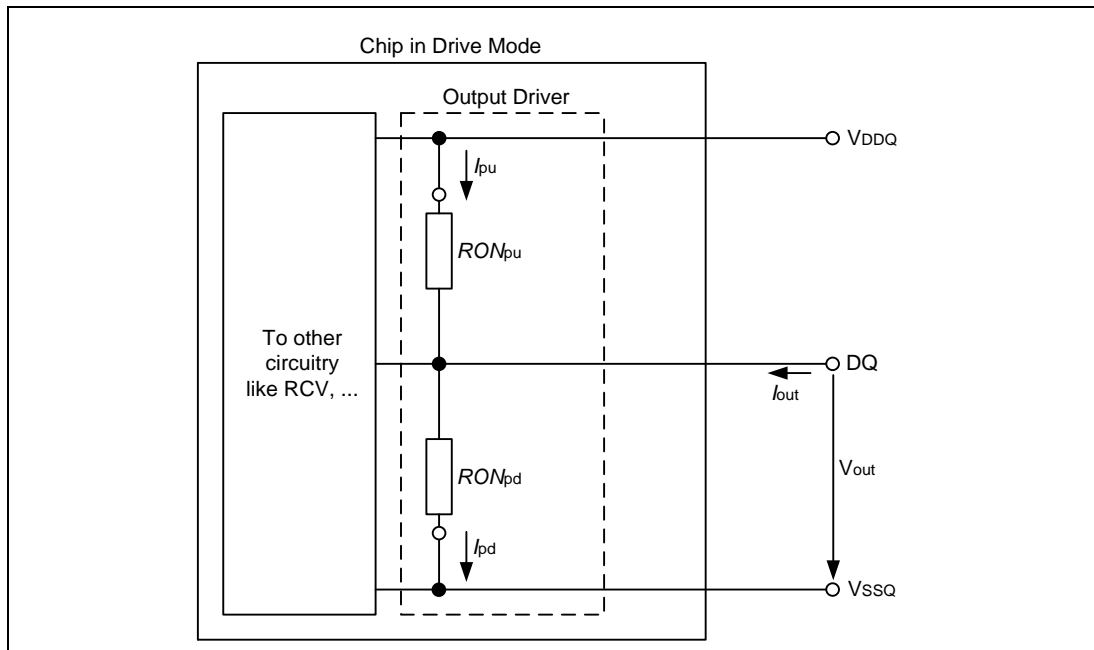 Chip in Drive Mode
Output Driver
VDDQ
Ipu
RONpu
To other
circuitry
like RCV, ...
DQ
Iout
RONpd
Vout
Ipd
VSSQ